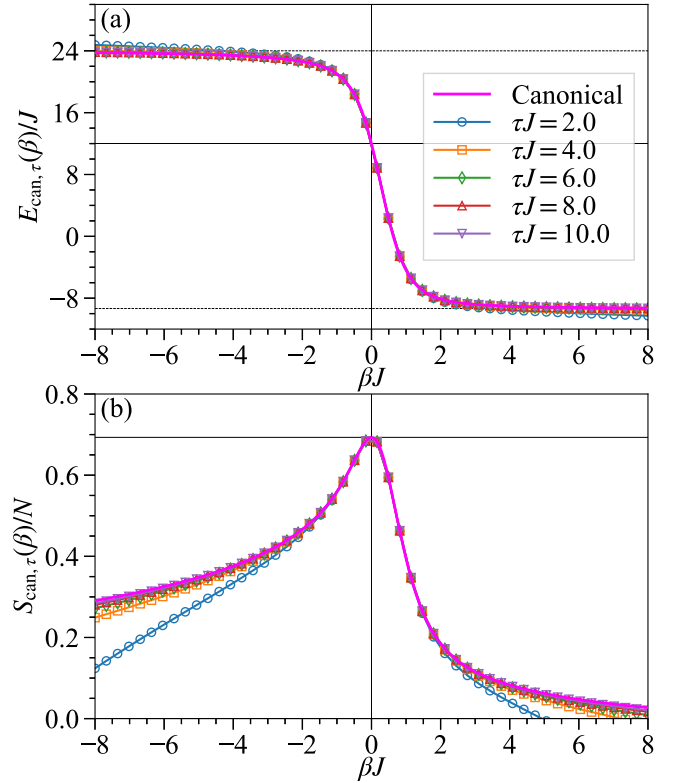 (a)
24
16
8
0
−8
E_can, τ(β)/J
Canonical
τJ = 2.0
τJ = 4.0
τJ = 6.0
τJ = 8.0
τJ = 10.0
−8 −6 −4 −2 0 2 4 6 8
βJ
(b)
0.8
0.6
0.4
0.2
0.0
S_can, τ(β)/N
−8 −6 −4 −2 0 2 4 6 8
βJ